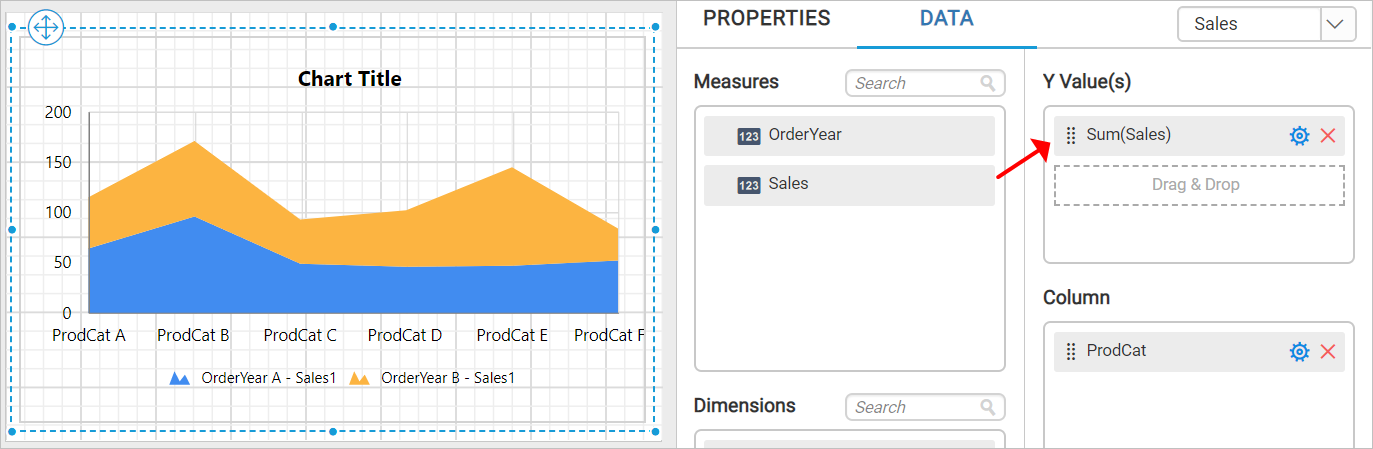 Chart Title
200
150
100
50
0
ProdCat A ProdCat B ProdCat C ProdCat D ProdCat E ProdCat F
OrderYear A - Sales1 OrderYear B - Sales1
PROPERTIES DATA Sales
Measures Search
123 OrderYear
123 Sales
Dimensions Search
Y Value(s)
Sum(Sales)
Drag & Drop
Column
ProdCat